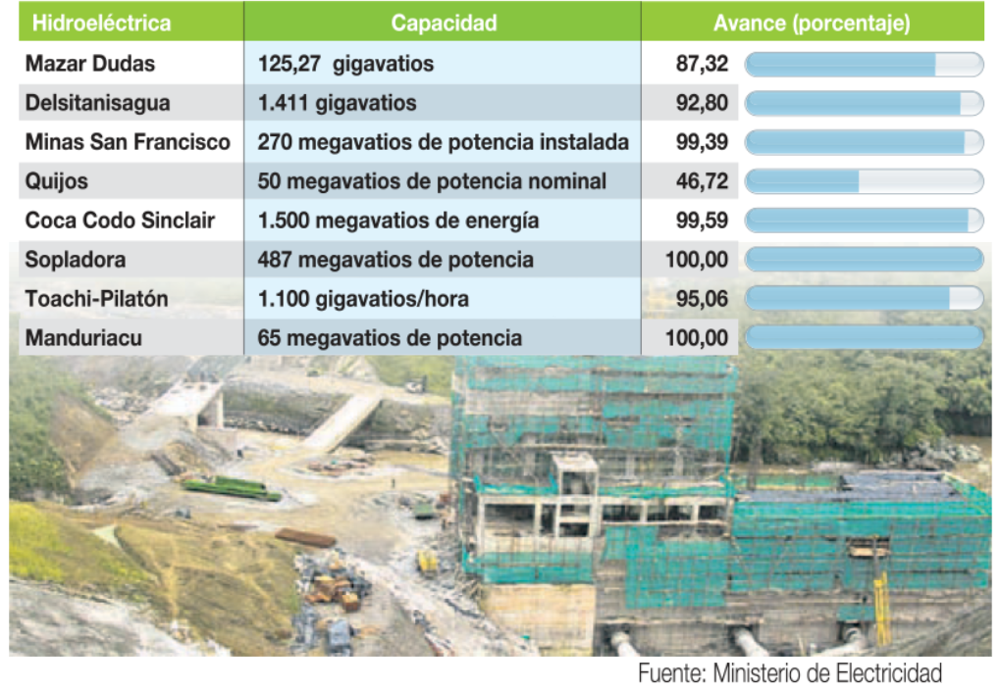 Hidroeléctrica Capacidad Avance (porcentaje)
Mazar Dudas 125,27 gigavatios 87,32
Delsitanisagua 1.411 gigavatios 92,80
Minas San Francisco 270 megavatios de potencia instalada 99,39
Quijos 50 megavatios de potencia nominal 46,72
Coca Codo Sinclair 1.500 megavatios de energía 99,59
Sopladora 487 megavatios de potencia 100,00
Toachi-Pilatón 1.100 gigavatios/hora 95,06
Manduriacu 65 megavatios de potencia 100,00
Fuente: Ministerio de Electricidad